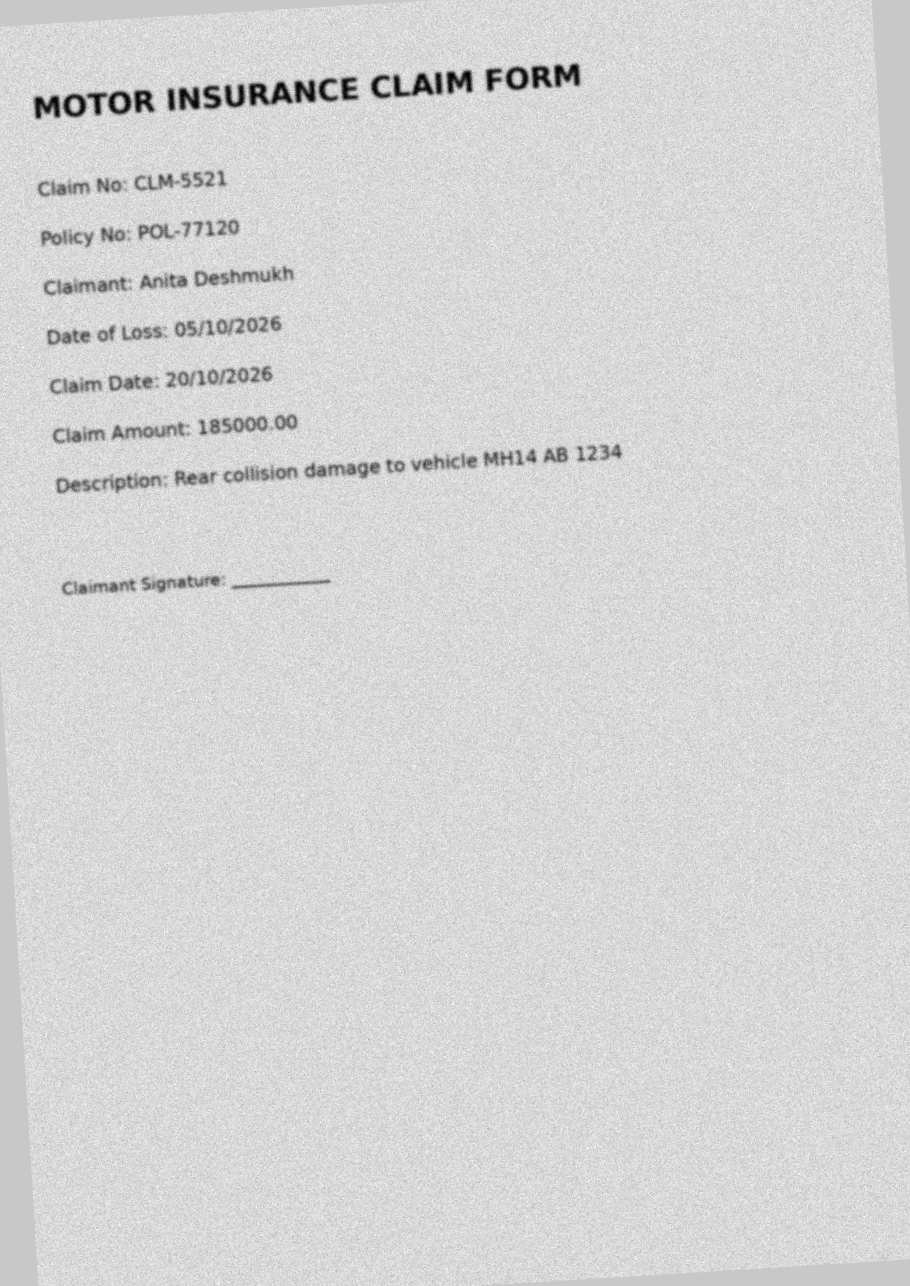 MOTOR INSURANCE CLAIM FORM
Claim No: CLM-5521
Policy No: POL-77120
Claimant: Anita Deshmukh
Date of Loss: 05/10/2026
Claim Date: 20/10/2026
Claim Amount: 185000.00
Description: Rear collision damage to vehicle MH14 AB 1234
Claimant Signature: ____________